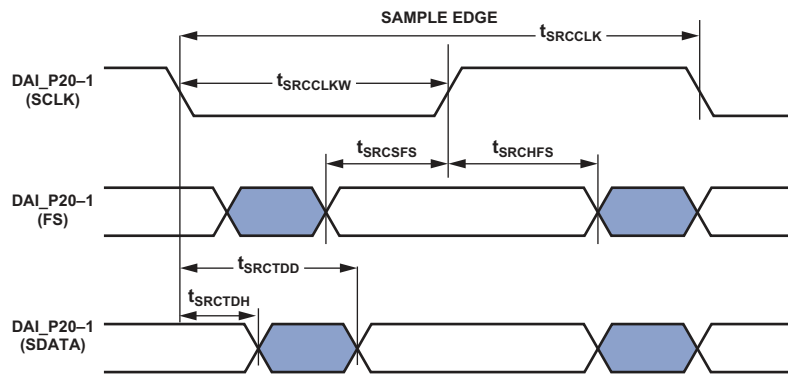 SAMPLE EDGE
tSRCCLK
DAI_P20–1
(SCLK)
tSRCCLKW
tSRCSFS
tSRCHFS
DAI_P20–1
(FS)
tSRCTDD
tSRCTDH
DAI_P20–1
(SDATA)